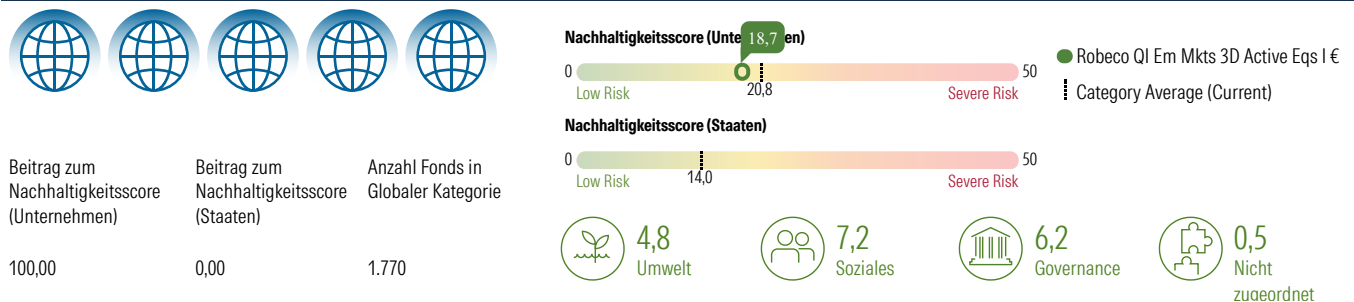 Nachhaltigkeitsscore (Unte 18,7 en)
0
50
20,8
Low Risk
Severe Risk
Robeco QI Em Mkts 3D Active Eqs I €
Category Average (Current)
Nachhaltigkeitsscore (Staaten)
0
50
14,0
Low Risk
Severe Risk
Beitrag zum
Nachhaltigkeitsscore
(Unternehmen)
100,00
Beitrag zum
Nachhaltigkeitsscore
(Staaten)
0,00
Anzahl Fonds in
Globaler Kategorie
1.770
4,8
Umwelt
7,2
Soziales
6,2
Governance
0,5
Nicht
zugeordnet